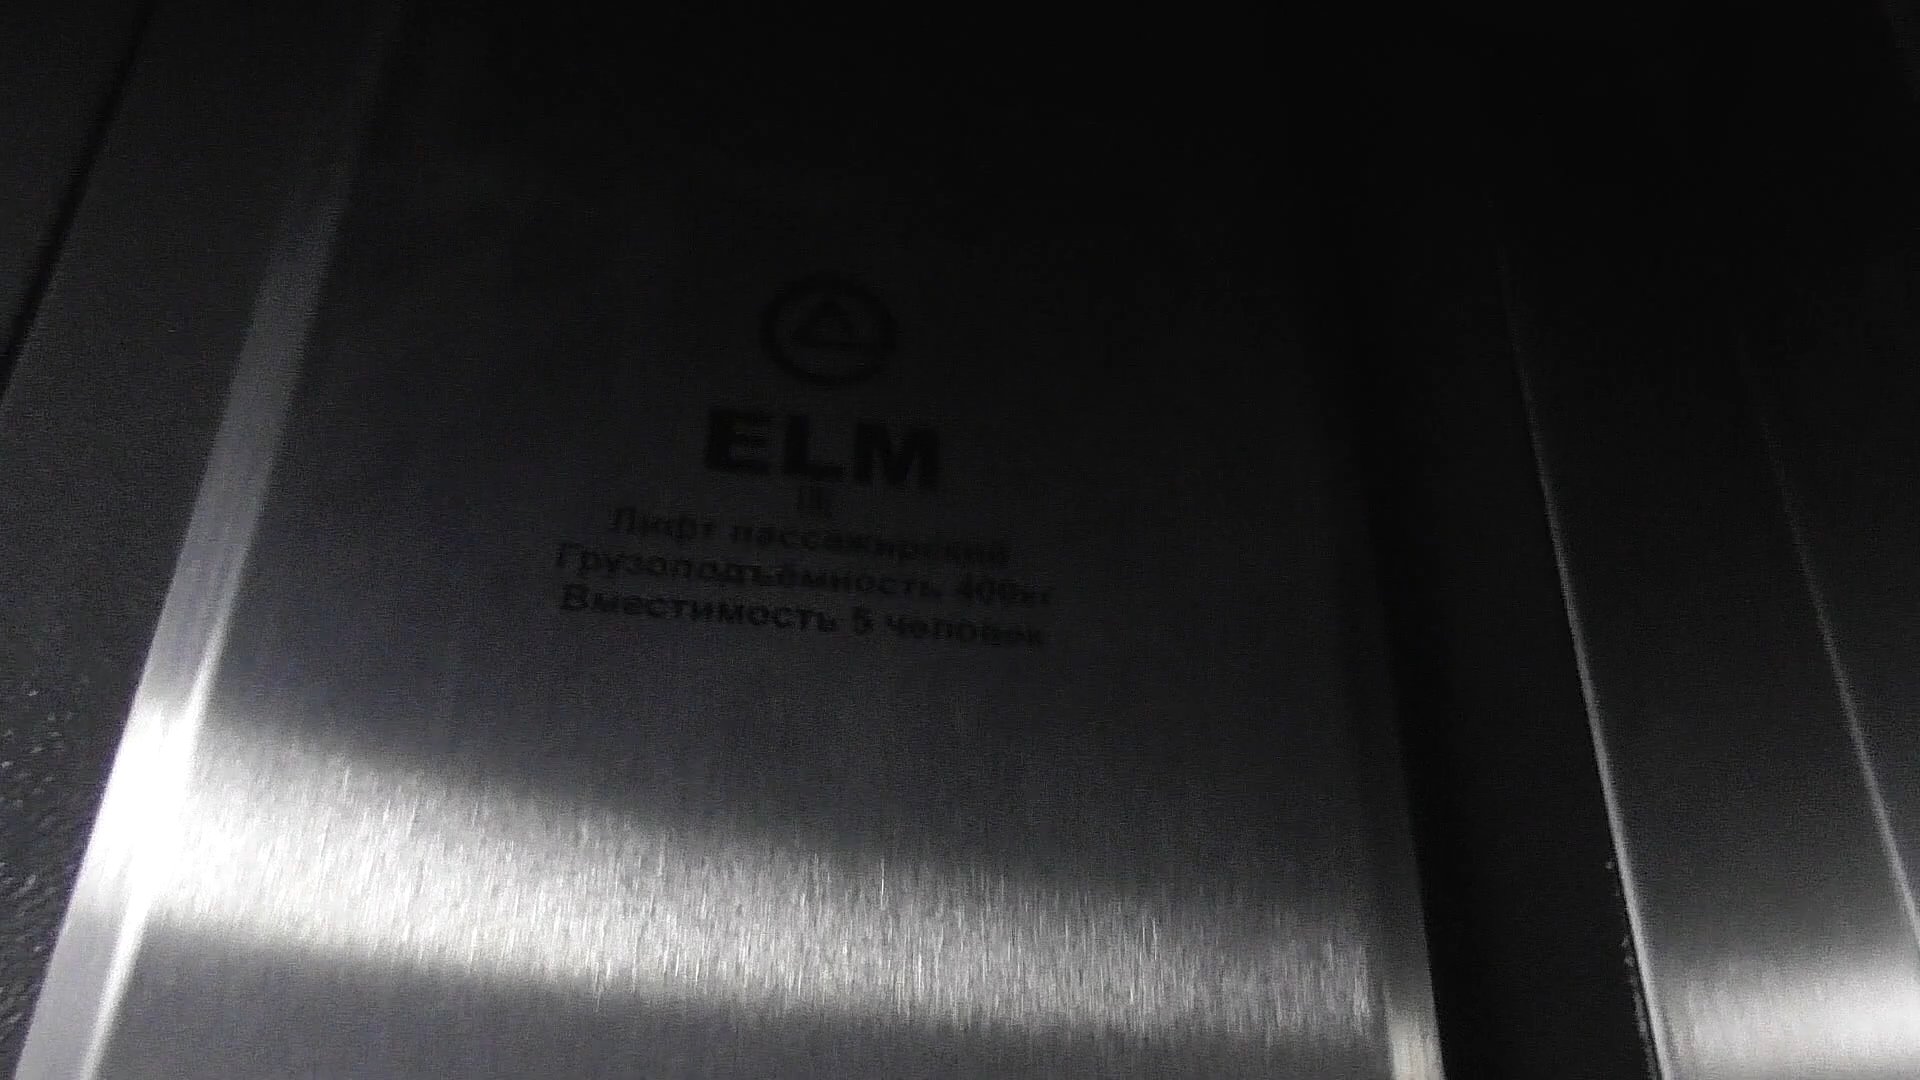 ELM
Лифт пассажирский
Грузоподъёмность 400кг
Вместимость 5 человек